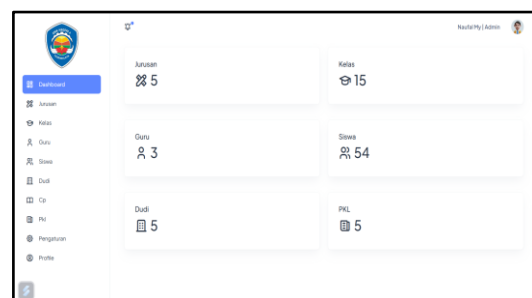 Naufal My | Admin
Dashboard
Jurusan
Kelas
Guru
Siswa
Dudi
Cp
Pkl
Pengaturan
Profile
Jurusan
5
Kelas
15
Guru
3
Siswa
54
Dudi
5
PKL
5